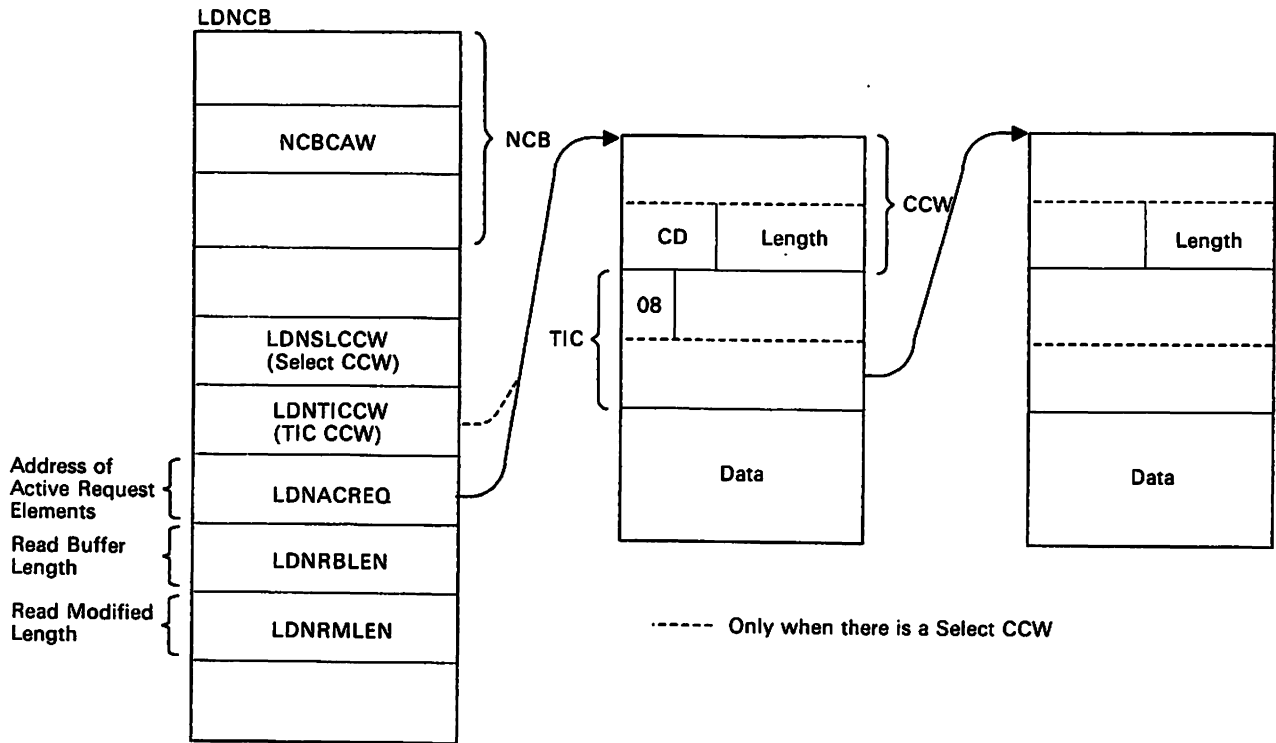 LDNCB
NCBCAW
NCB
LDNSLCCW
(Select CCW)
LDNTICCW
(TIC CCW)
Address of
Active Request
Elements
LDNACREQ
Read Buffer
Length
LDNRBLEN
Read Modified
Length
LDNRMLEN
CCW
CD
Length
TIC
08
Data
Length
Data
Only when there is a Select CCW